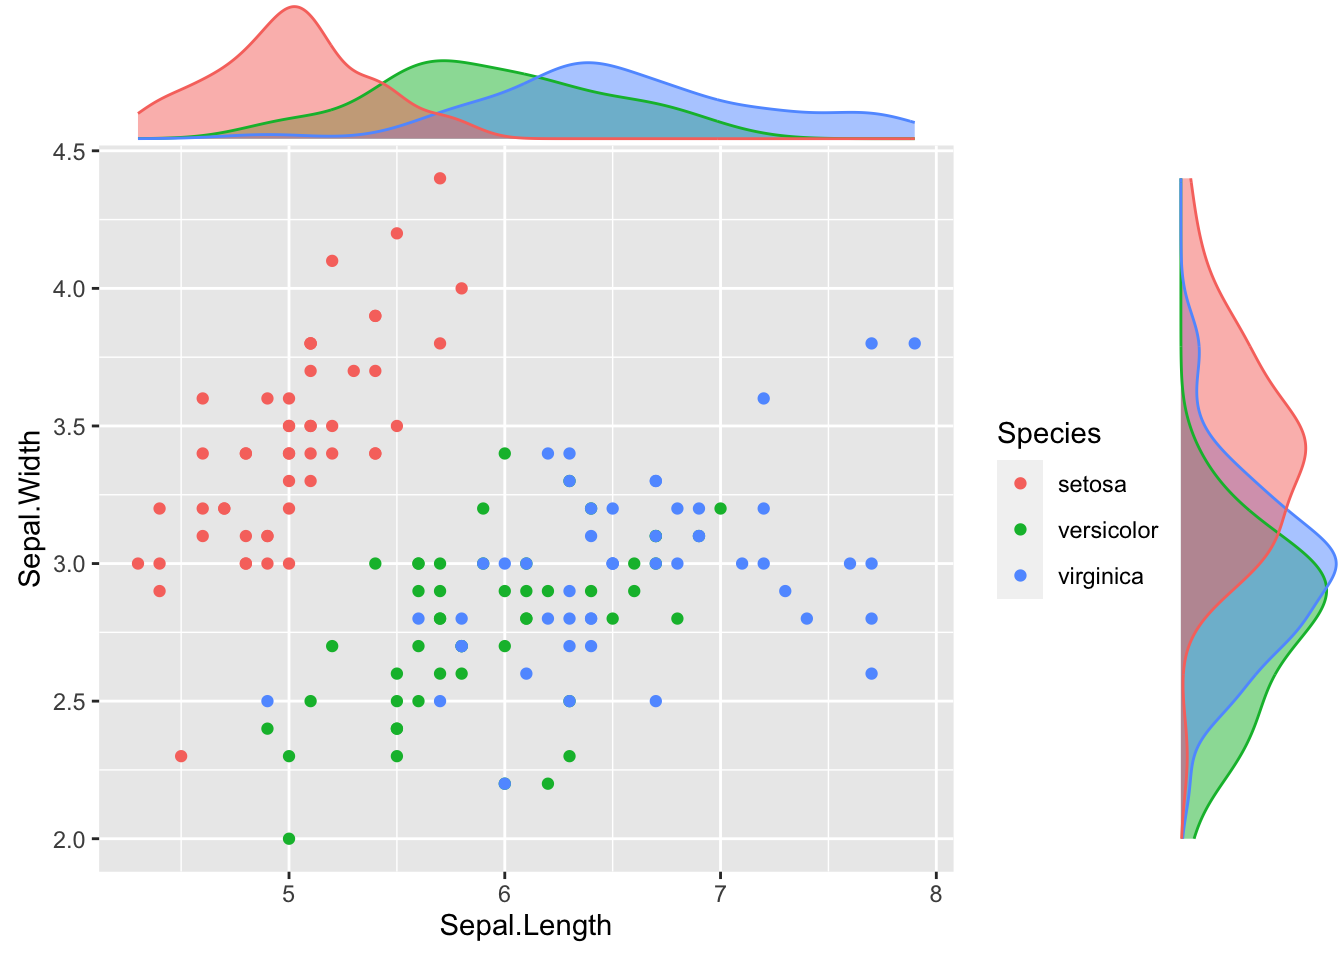 4.5
4.0
3.5
3.0
2.5
2.0
Sepal.Width
5 6 7 8
Sepal.Length
Species
setosa
versicolor
virginica